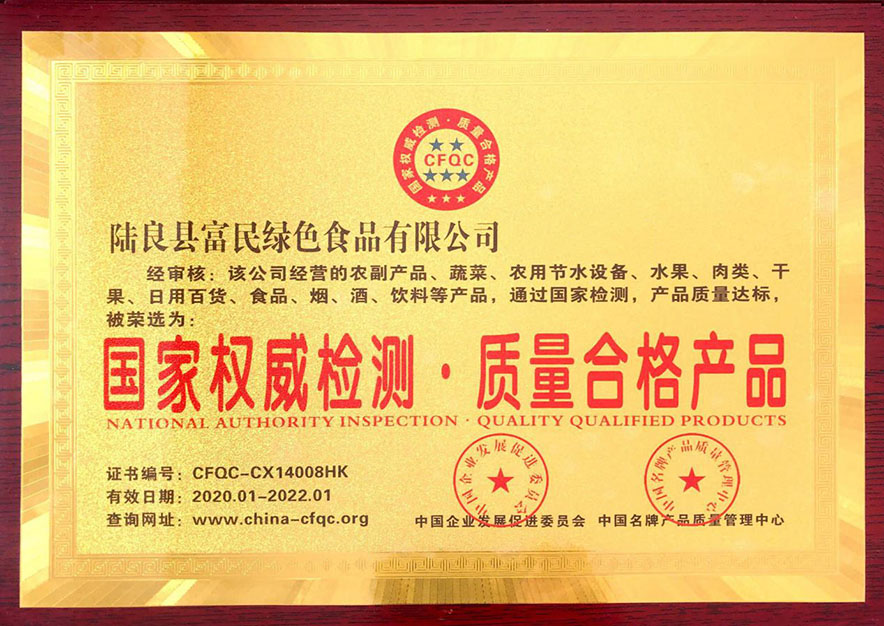 国家权威检测·质量合格产品
CFQC
陆良县富民绿色食品有限公司
经审核：该公司经营的农副产品、蔬菜、农用节水设备、水果、肉类、干
果、日用百货、食品、烟、酒、饮料等产品，通过国家检测，产品质量达标，
被荣选为：
国家权威检测·质量合格产品
NATIONAL AUTHORITY INSPECTION · QUALITY QUALIFIED PRODUCTS
证书编号：CFQC-CX14008HK
有效日期：2020.01-2022.01
查询网址：www.china-cfqc.org
中国企业发展促进委员会
中国名牌产品质量管理中心
中国企业发展促进委员会 中国名牌产品质量管理中心